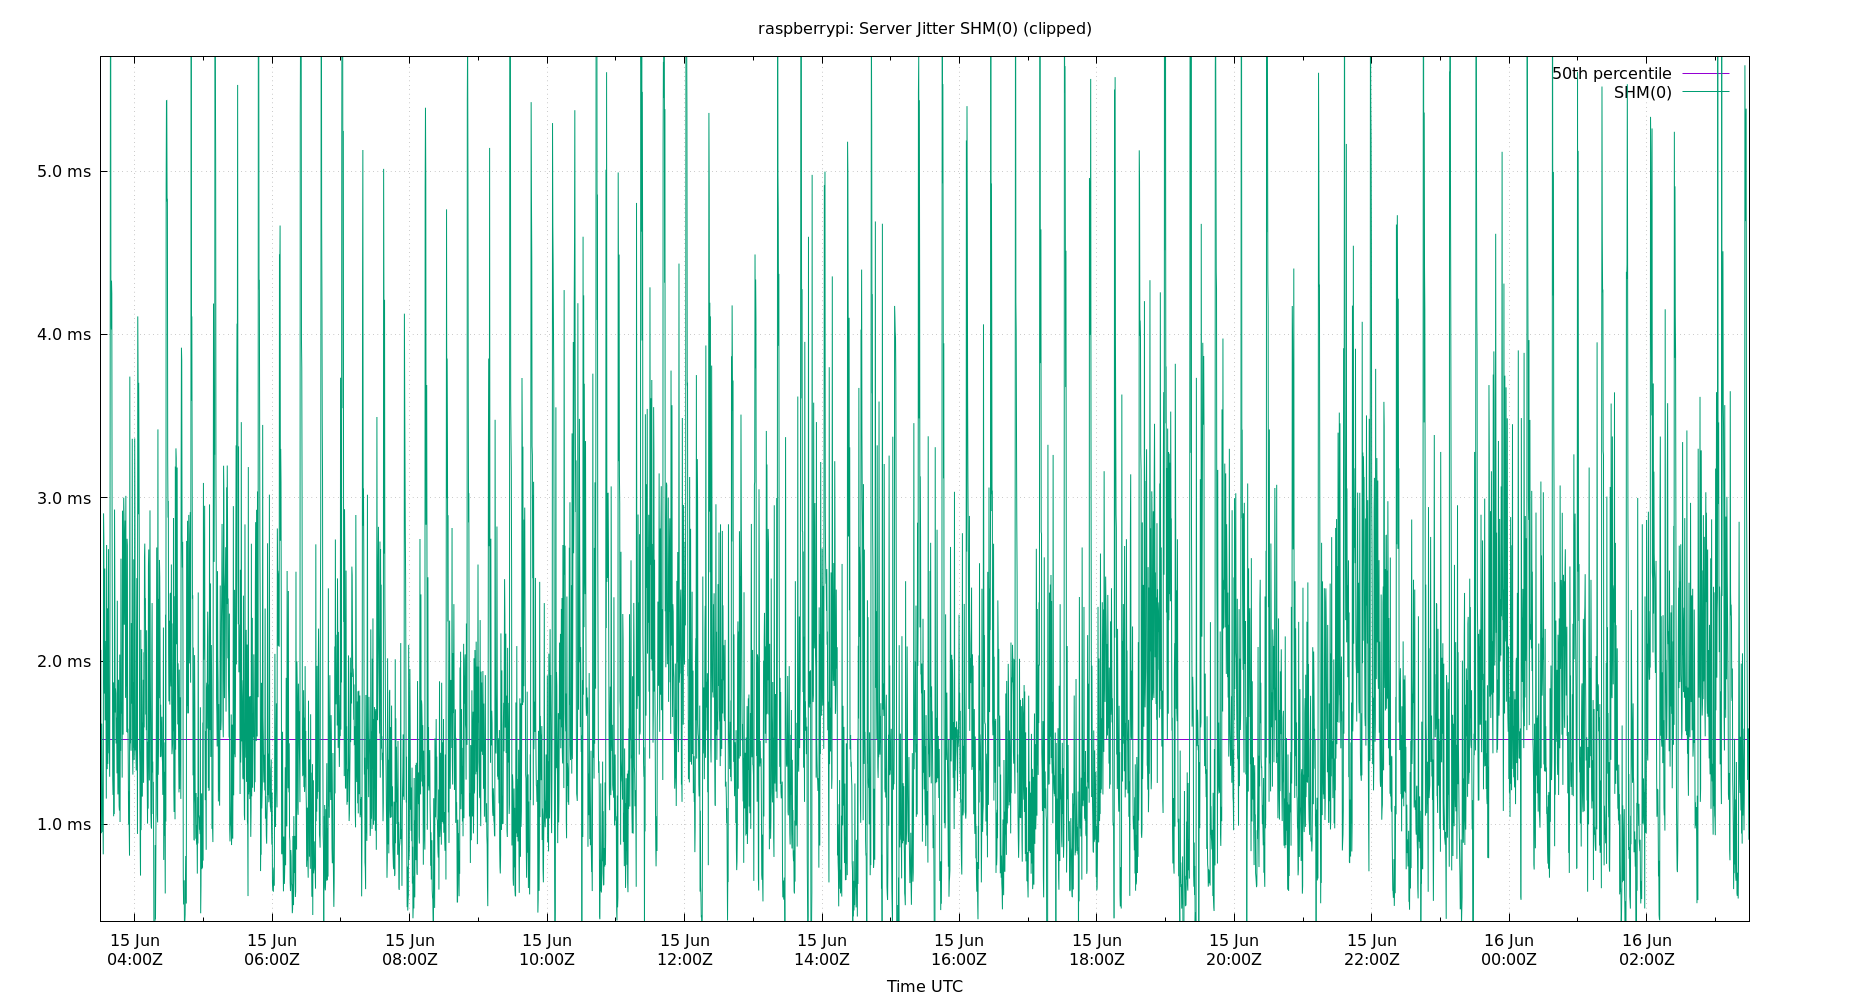 raspberrypi: Server Jitter SHM(0) (clipped)
50th percentile
SHM(0)
5.0 ms
4.0 ms
3.0 ms
2.0 ms
1.0 ms
15 Jun 15 Jun 15 Jun 15 Jun 15 Jun 15 Jun 15 Jun 15 Jun 15 Jun 15 Jun 16 Jun 16 Jun
04:00Z 06:00Z 08:00Z 10:00Z 12:00Z 14:00Z 16:00Z 18:00Z 20:00Z 22:00Z 00:00Z 02:00Z
Time UTC